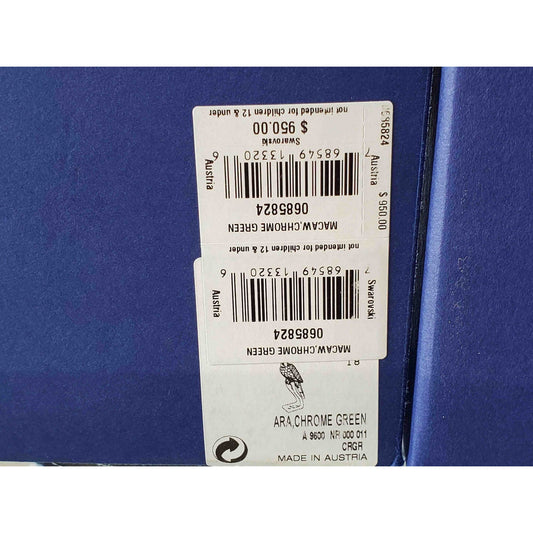 MACAW,CHROME GREEN
0685824
7 68549 13320 6
Swarovski
$ 950.00
not intended for children 12 & under
Austria
0685824
Austria
$ 950.00
MACAW,CHROME GREEN
0685824
7 68549 13320 6
not intended for children 12 & under
Austria
Swarovski
ARA,CHROME GREEN
A 9600 NR 000 011
CRGR
MADE IN AUSTRIA